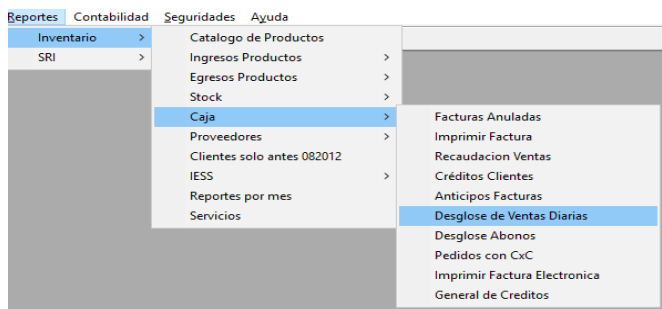 Reportes Contabilidad Seguridades Ayuda
Inventario >
SRI >
Catalogo de Productos
Ingresos Productos >
Egresos Productos >
Stock >
Caja >
Proveedores >
Clientes solo antes 082012
IESS >
Reportes por mes
Servicios
Facturas Anuladas
Imprimir Factura
Recaudacion Ventas
Créditos Clientes
Anticipos Facturas
Desglose de Ventas Diarias
Desglose Abonos
Pedidos con CxC
Imprimir Factura Electronica
General de Creditos